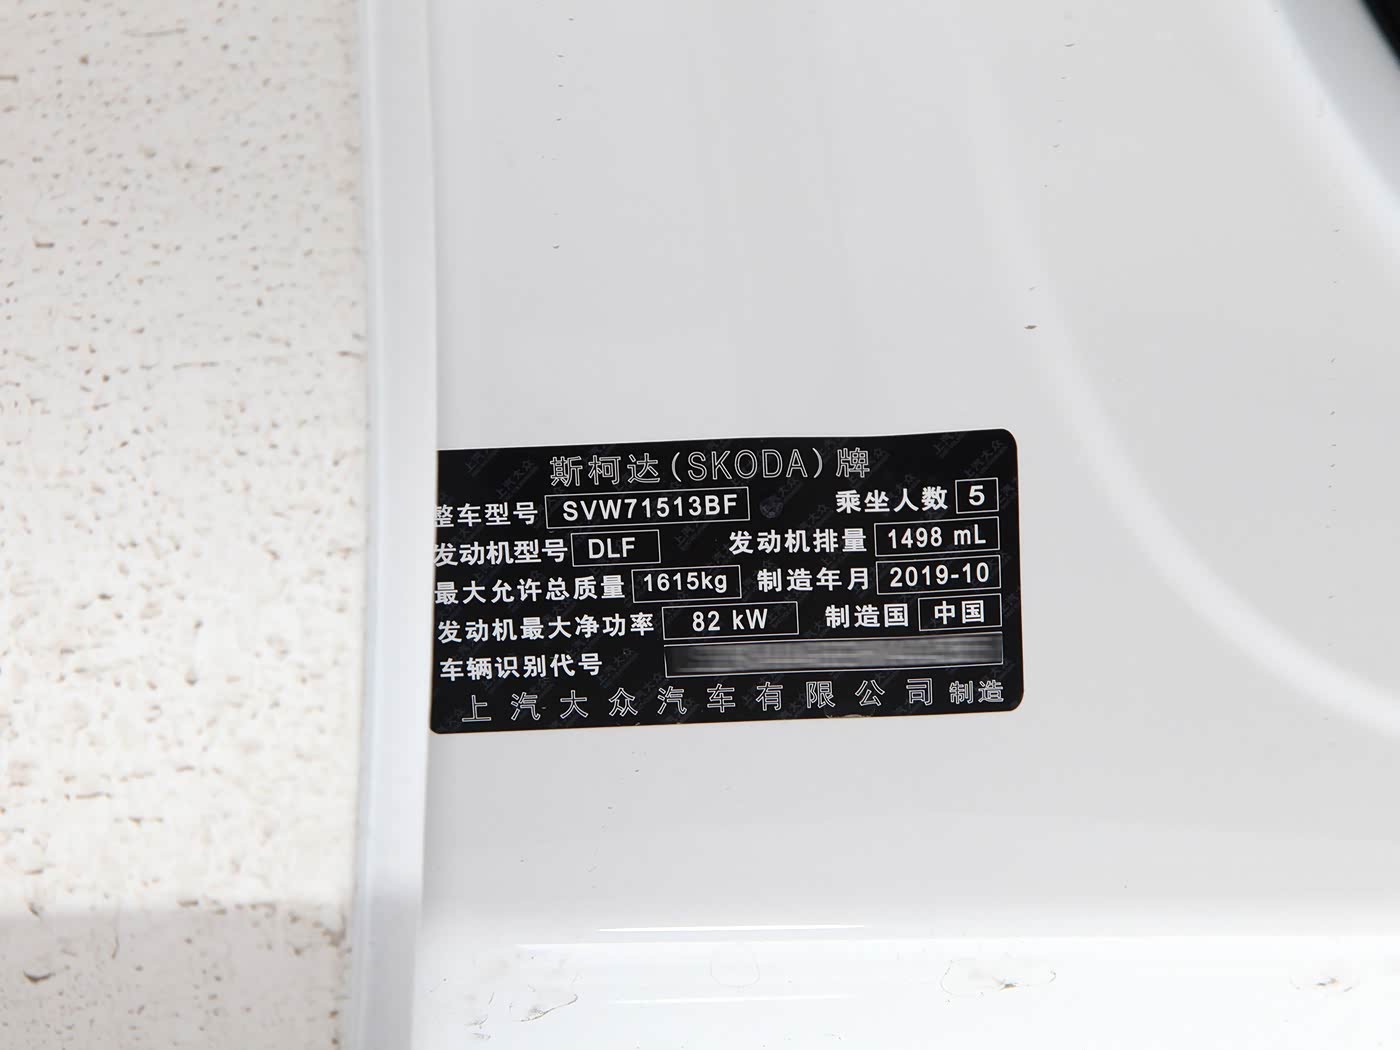 斯柯达(SKODA)牌
整车型号 SVW71513BF 乘坐人数 5
发动机型号 DLF 发动机排量 1498 mL
最大允许总质量 1615kg 制造年月 2019-10
发动机最大净功率 82 kW 制造国 中国
车辆识别代号
上汽大众汽车有限公司制造